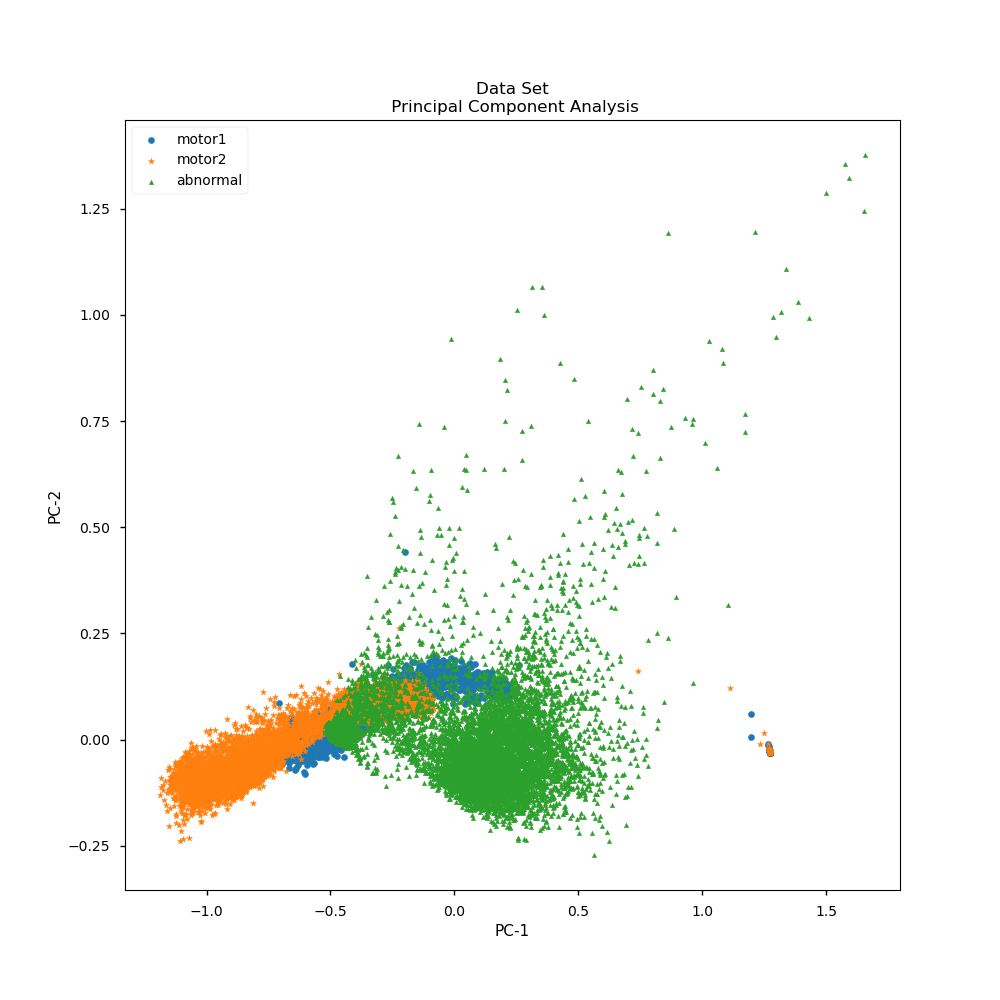 Data Set
Principal Component Analysis
motor1
motor2
abnormal
1.25
1.00
0.75
0.50
0.25
0.00
−0.25
PC-2
−1.0 −0.5 0.0 0.5 1.0 1.5
PC-1